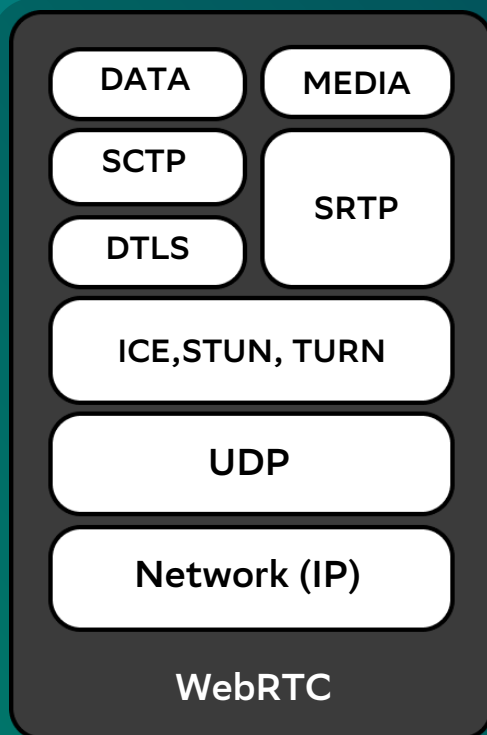 DATA
MEDIA
SCTP
SRTP
DTLS
ICE,STUN, TURN
UDP
Network (IP)
WebRTC